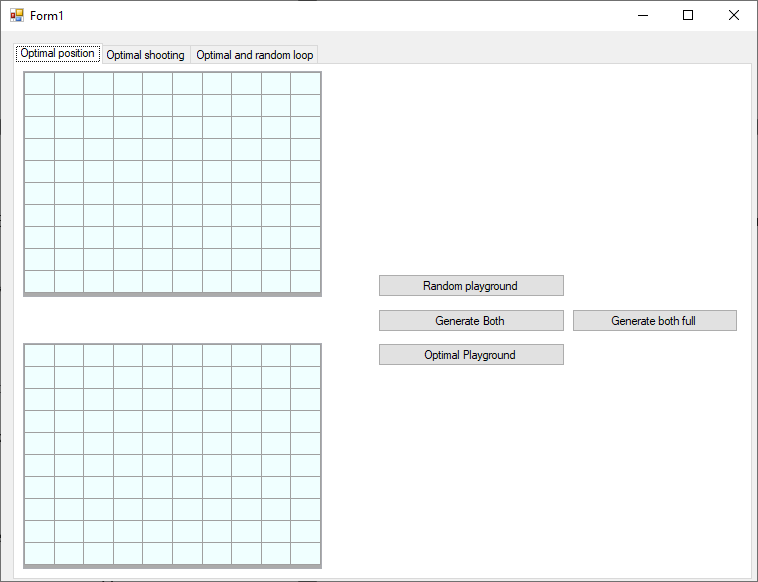 Form1
Optimal position Optimal shooting Optimal and random loop
Random playground
Generate Both Generate both full
Optimal Playground